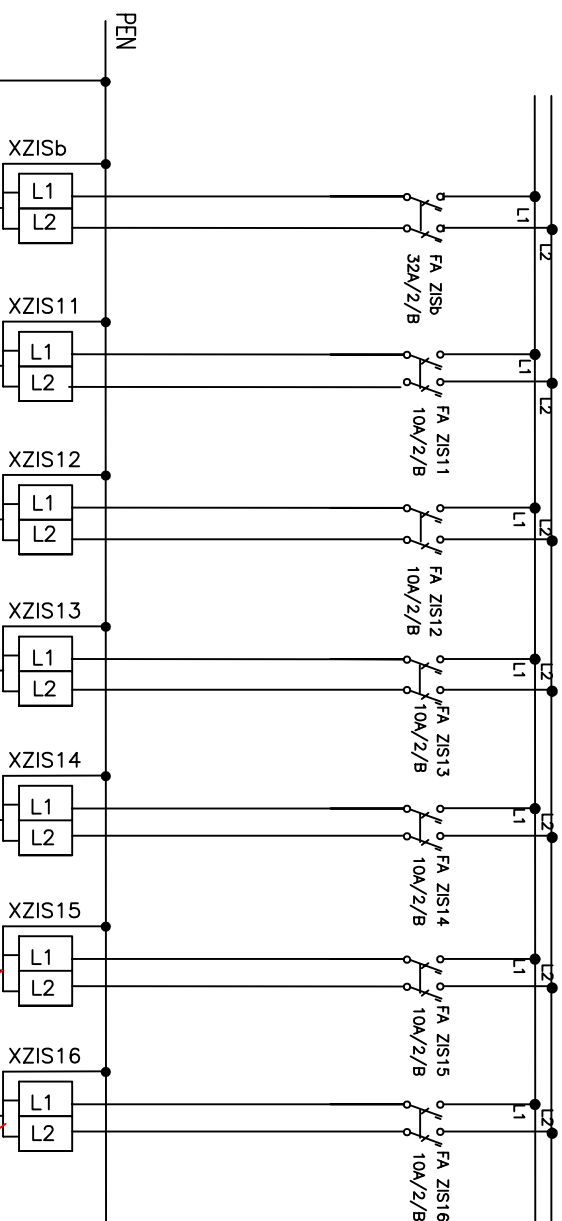 PEN
XZISb
L1
L2
L1
L2
FA ZISb
32A/2/B
XZIS11
L1
L2
L1
L2
FA ZIS11
10A/2/B
XZIS12
L1
L2
L1
L2
FA ZIS12
10A/2/B
XZIS13
L1
L2
L1
L2
FA ZIS13
10A/2/B
XZIS14
L1
L2
L1
L2
FA ZIS14
10A/2/B
XZIS15
L1
L2
L1
L2
FA ZIS15
10A/2/B
XZIS16
L1
L2
L1
L2
FA ZIS16
10A/2/B